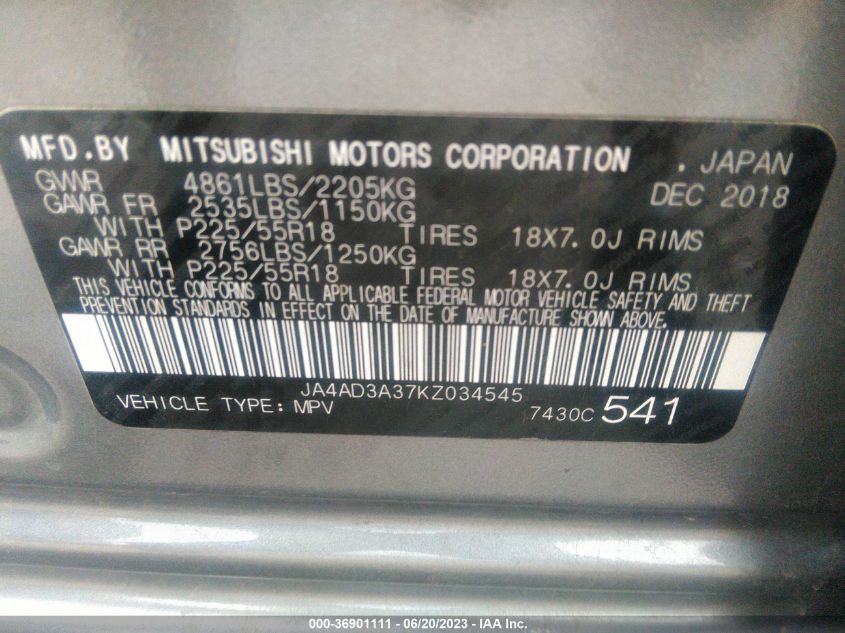 MFD.BY MITSUBISHI MOTORS CORPORATION . JAPAN
GVWR 4861LBS/2205KG DEC 2018
GAWR FR 2535LBS/1150KG
WITH P225/55R18 TIRES 18X7.0J RIMS
GAWR RR 2756LBS/1250KG
WITH P225/55R18 TIRES 18X7.0J RIMS
THIS VEHICLE CONFORMS TO ALL APPLICABLE FEDERAL MOTOR VEHICLE SAFETY AND THEFT
PREVENTION STANDARDS IN EFFECT ON THE DATE OF MANUFACTURE SHOWN ABOVE.
JA4AD3A37KZ034545
VEHICLE TYPE: MPV 7430C 541
000-36901111 - 06/20/2023 - IAA Inc.